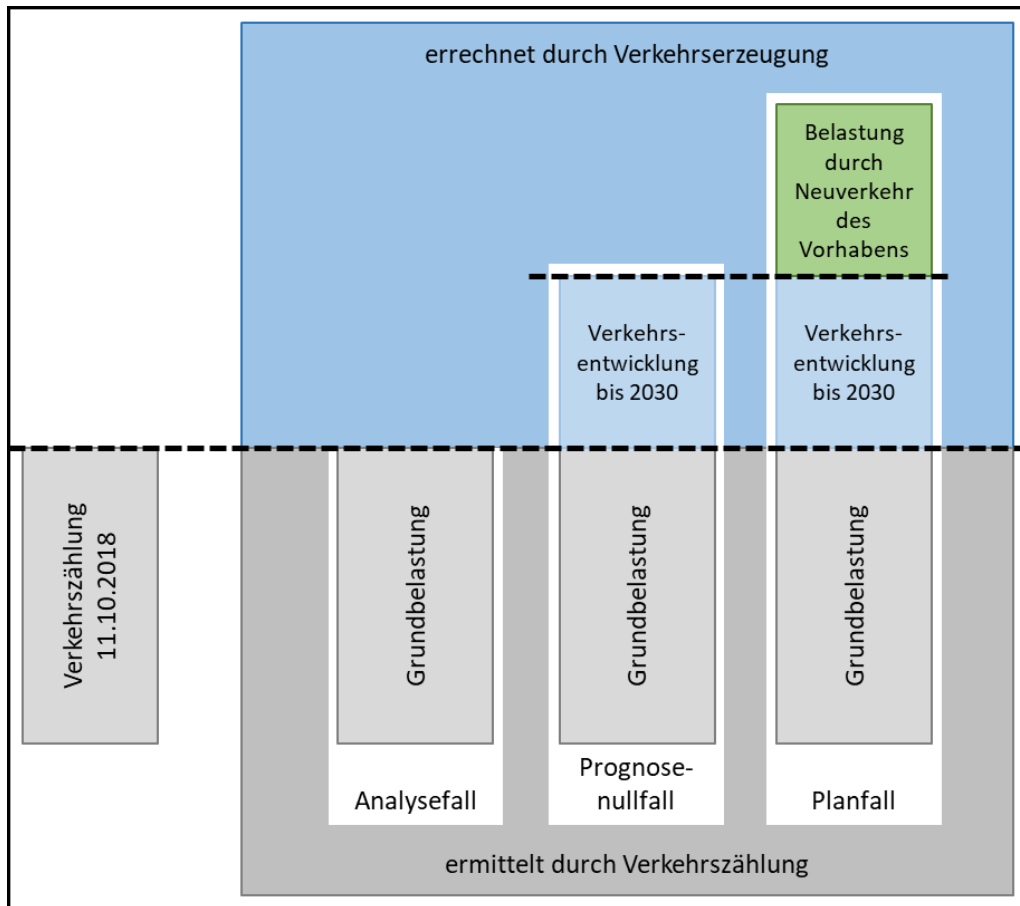 errechnet durch Verkehrserzeugung
Belastung
durch
Neuverkehr
des
Vorhabens
Verkehrs-
entwicklung
bis 2030
Verkehrs-
entwicklung
bis 2030
Verkehrszählung
11.10.2018
Grundbelastung
Grundbelastung
Grundbelastung
Analysefall
Prognose-
nullfall
Planfall
ermittelt durch Verkehrszählung